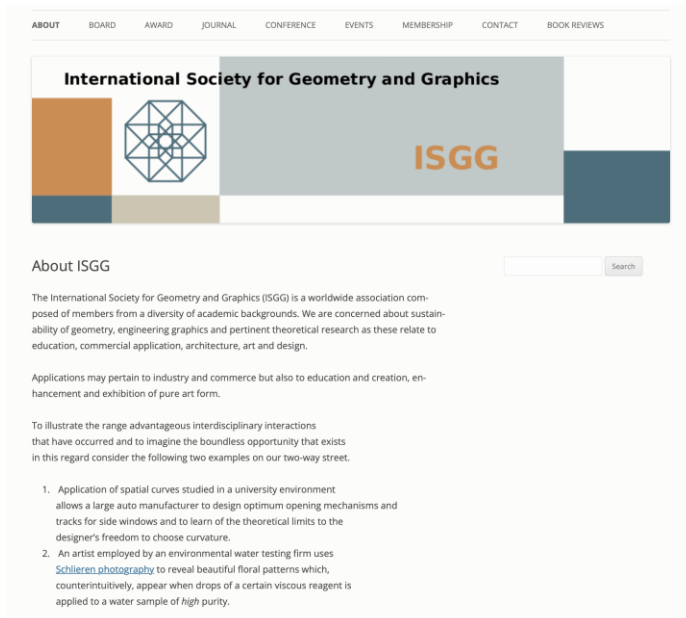 ABOUT BOARD AWARD JOURNAL CONFERENCE EVENTS MEMBERSHIP CONTACT BOOK REVIEWS
International Society for Geometry and Graphics
ISGG
About ISGG
Search
The International Society for Geometry and Graphics (ISGG) is a worldwide association com-
posed of members from a diversity of academic backgrounds. We are concerned about sustain-
ability of geometry, engineering graphics and pertinent theoretical research as these relate to
education, commercial application, architecture, art and design.
Applications may pertain to industry and commerce but also to education and creation, en-
hancement and exhibition of pure art form.
To illustrate the range advantageous interdisciplinary interactions
that have occurred and to imagine the boundless opportunity that exists
in this regard consider the following two examples on our two-way street.
1. Application of spatial curves studied in a university environment
allows a large auto manufacturer to design optimum opening mechanisms and
tracks for side windows and to learn of the theoretical limits to the
designer's freedom to choose curvature.
2. An artist employed by an environmental water testing firm uses
Schlieren photography to reveal beautiful floral patterns which,
counterintuitively, appear when drops of a certain viscous reagent is
applied to a water sample of high purity.